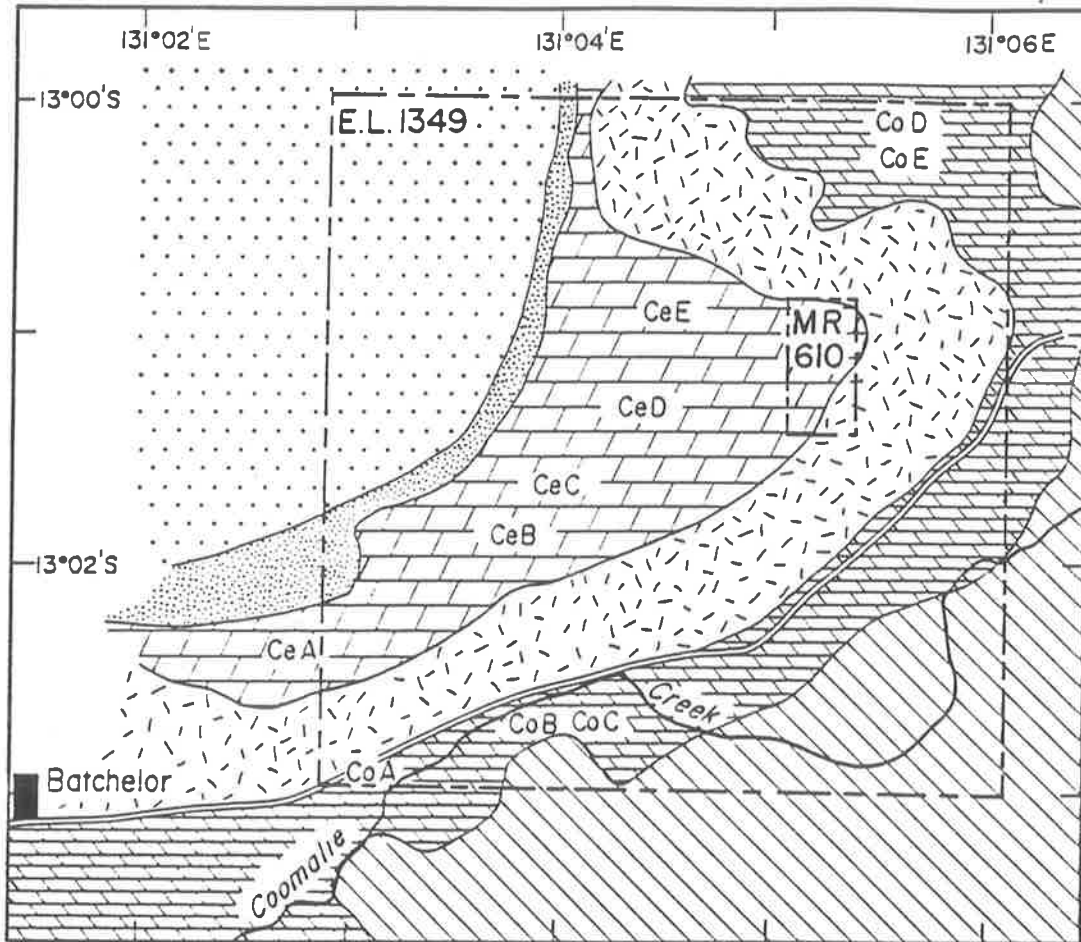 131°02'E
131°04'E
131°06'E
13°00'S
E.L. 1349
CoD
CoE
CeE
MR
610
CeD
CeC
CeB
13°02'S
CeA
Creek
CoB CoC
CoA
Batchelor
Coomalie